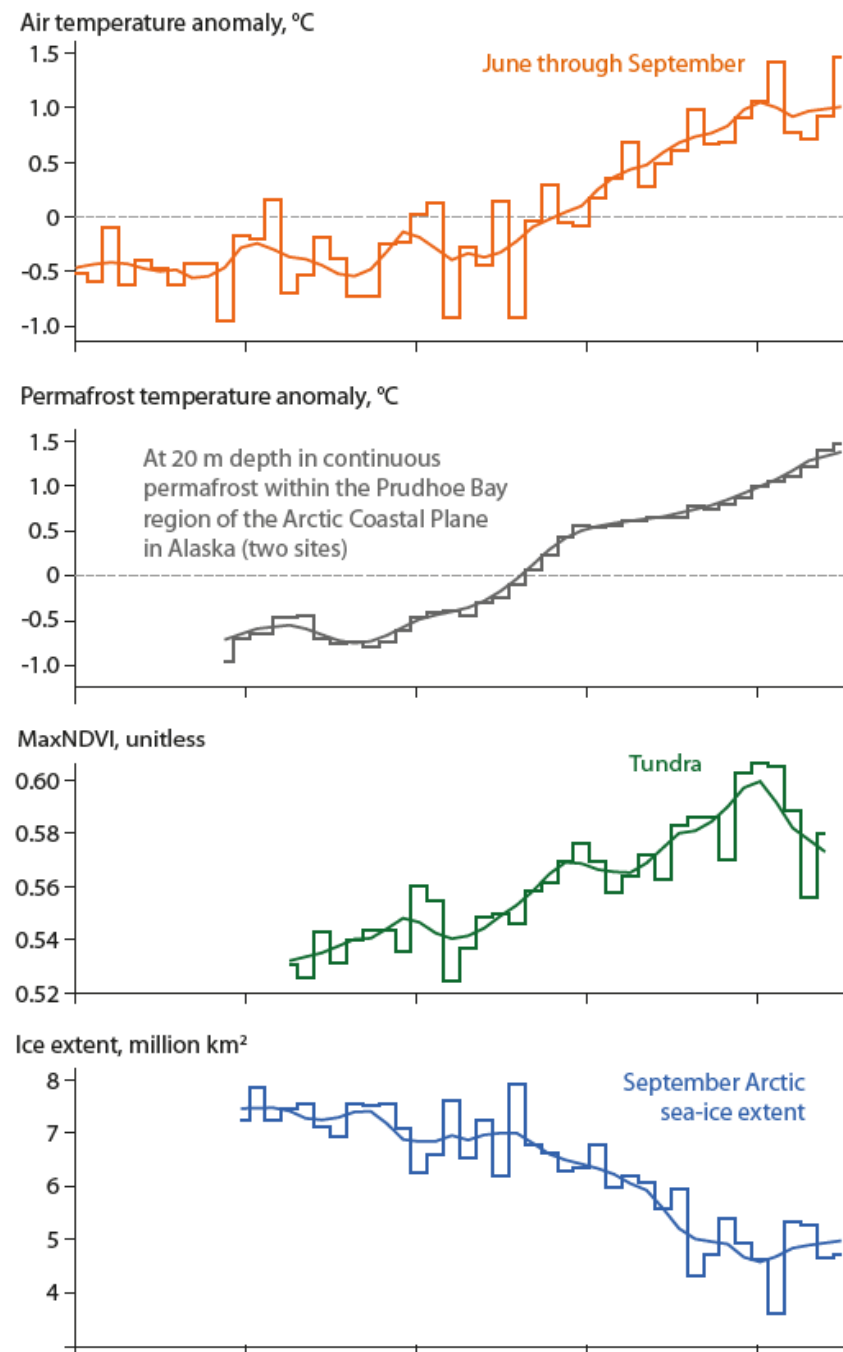 Air temperature anomaly, °C
1.5
June through September
1.0
0.5
0
-0.5
-1.0
Permafrost temperature anomaly, °C
1.5
At 20 m depth in continuous
1.0
permafrost within the Prudhoe Bay
0.5
region of the Arctic Coastal Plane
in Alaska (two sites)
0
-0.5
-1.0
MaxNDVI, unitless
Tundra
0.60
0.58
0.56
0.54
0.52
Ice extent, million km²
8
September Arctic
sea-ice extent
7
6
5
4